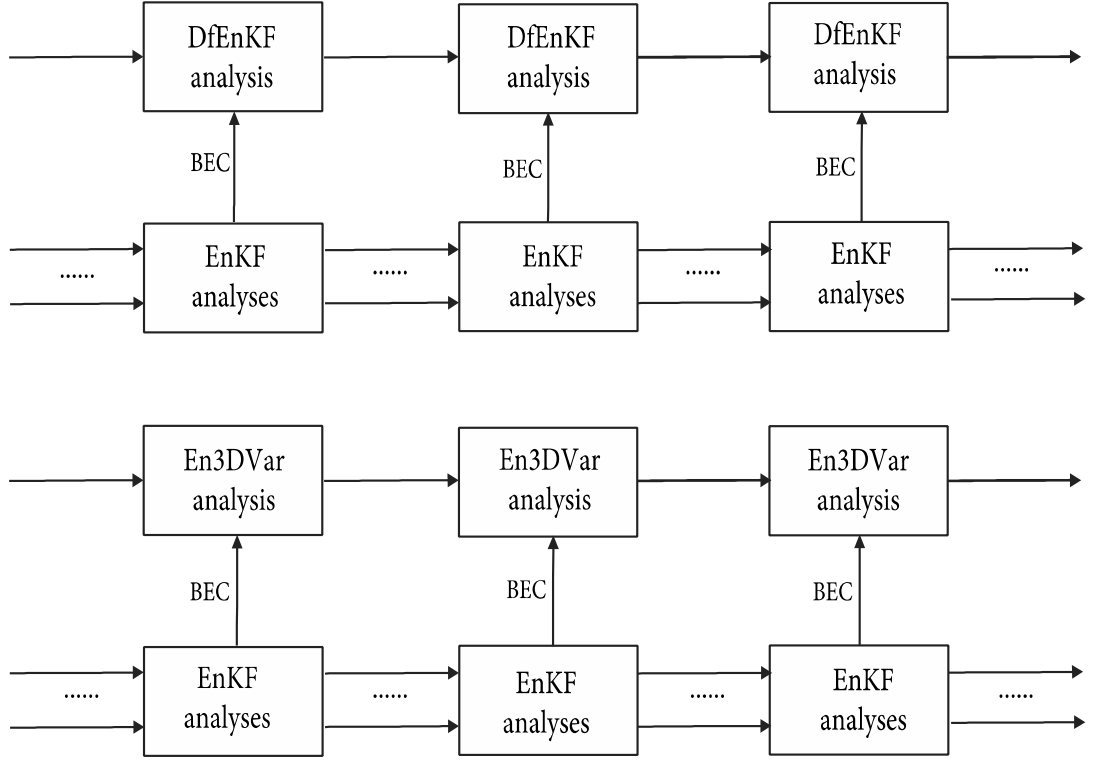 DfEnKF
analysis
DfEnKF
analysis
DfEnKF
analysis
BEC
BEC
BEC
EnKF
analyses
EnKF
analyses
EnKF
analyses
......
......
......
......
En3DVar
analysis
En3DVar
analysis
En3DVar
analysis
BEC
BEC
BEC
EnKF
analyses
EnKF
analyses
EnKF
analyses
......
......
......
......